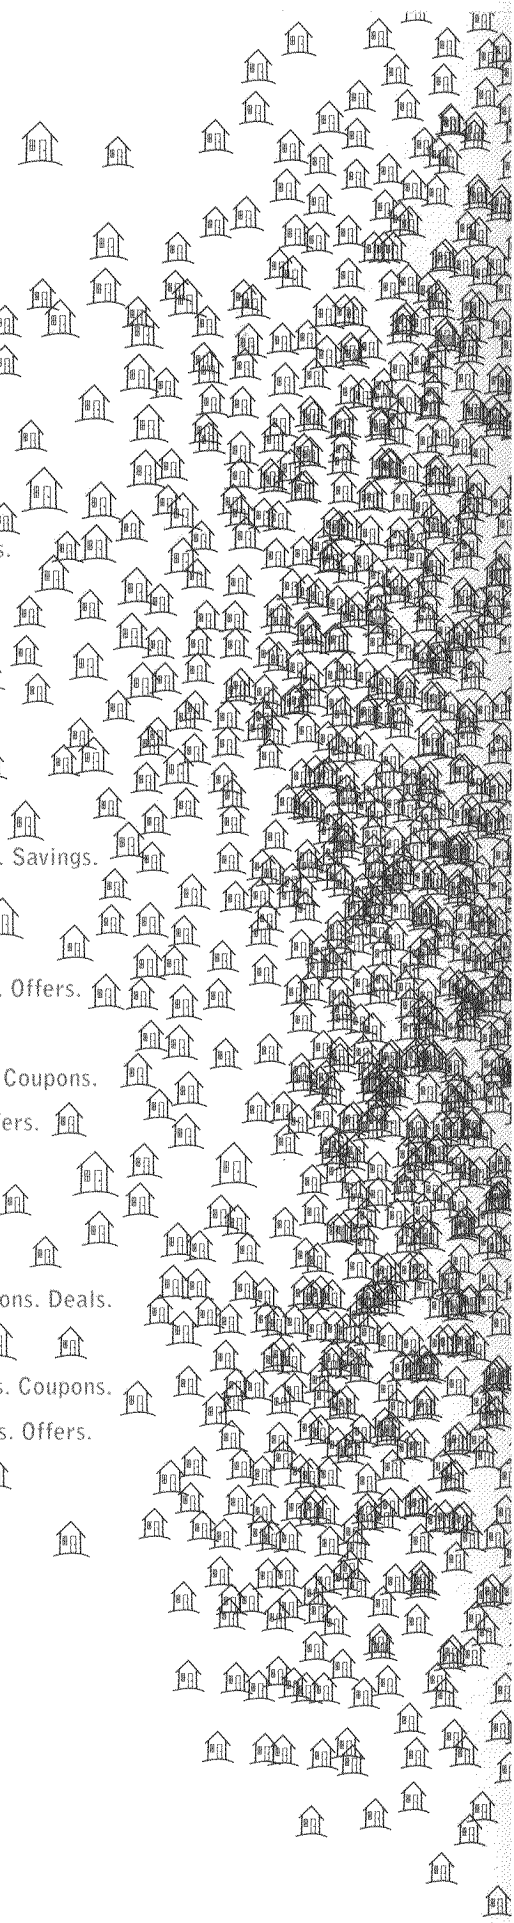 s.
. Savings.
. Offers.
Coupons.
ers.
ons. Deals.
s. Coupons.
s. Offers.